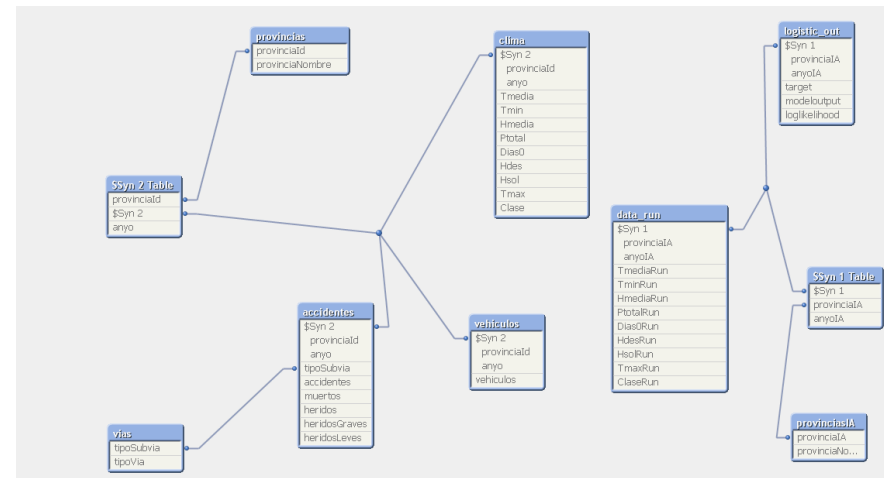 provincias
provinciaId
provinciaNombre
clima
$Syn 2
provinciaId
anyo
Tmedia
Tmin
Hmedia
Ptotal
Dias0
Hdes
Hsol
Tmax
Clase
logistic_out
$Syn 1
provinciaIA
anyoIA
target
modeloutput
loglikelihood
$Syn 2 Table
provinciaId
$Syn 2
anyo
data_run
$Syn 1
provinciaIA
anyoIA
TmediaRun
TminRun
HmediaRun
PtotalRun
Dias0Run
HdesRun
HsolRun
TmaxRun
ClaseRun
$Syn 1 Table
$Syn 1
provinciaIA
anyoIA
accidentes
$Syn 2
provinciaId
anyo
tipoSubvia
accidentes
muertos
heridos
heridosGraves
heridosLeves
vehiculos
$Syn 2
provinciaId
anyo
vehiculos
vias
tipoSubvia
tipoVia
provinciasIA
provinciaIA
provinciaNo...